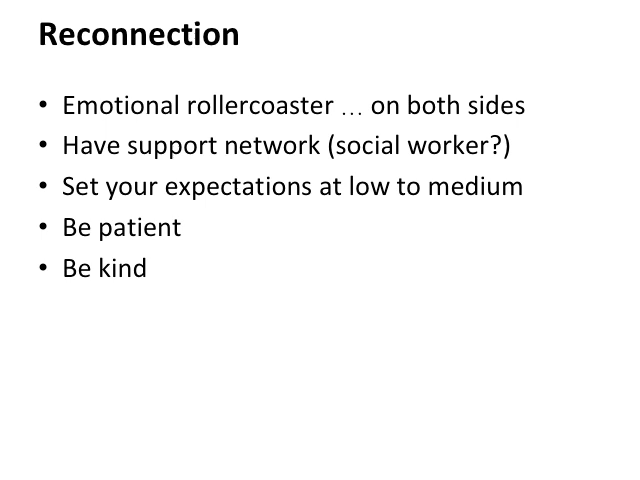 Reconnection
• Emotional rollercoaster … on both sides
• Have support network (social worker?)
• Set your expectations at low to medium
• Be patient
• Be kind